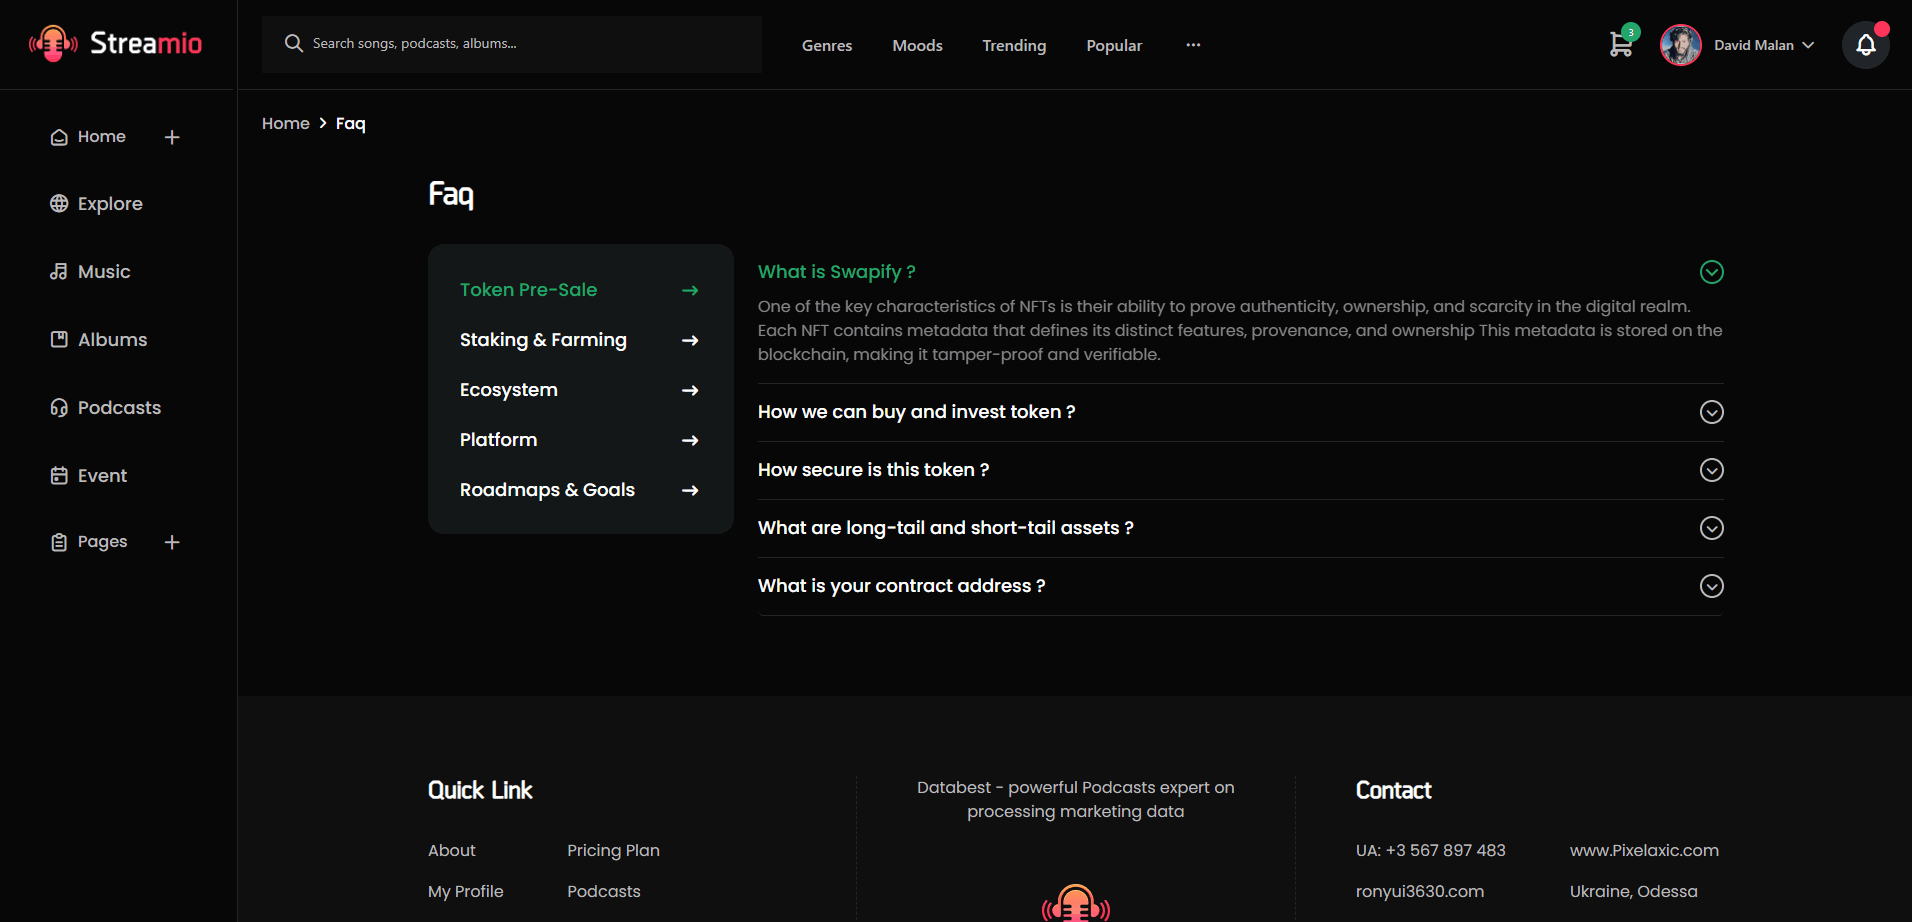 Streamio
Search songs, podcasts, albums...
Genres
Moods
Trending
Popular
3
David Malan
Home
Explore
Music
Albums
Podcasts
Event
Pages
Home > Faq
Faq
Token Pre-Sale
Staking & Farming
Ecosystem
Platform
Roadmaps & Goals
What is Swapify ?
One of the key characteristics of NFTs is their ability to prove authenticity, ownership, and scarcity in the digital realm.
Each NFT contains metadata that defines its distinct features, provenance, and ownership This metadata is stored on the
blockchain, making it tamper-proof and verifiable.
How we can buy and invest token ?
How secure is this token ?
What are long-tail and short-tail assets ?
What is your contract address ?
Quick Link
About
Pricing Plan
My Profile
Podcasts
Databest - powerful Podcasts expert on
processing marketing data
Contact
UA: +3 567 897 483
www.Pixelaxic.com
ronyui3630.com
Ukraine, Odessa